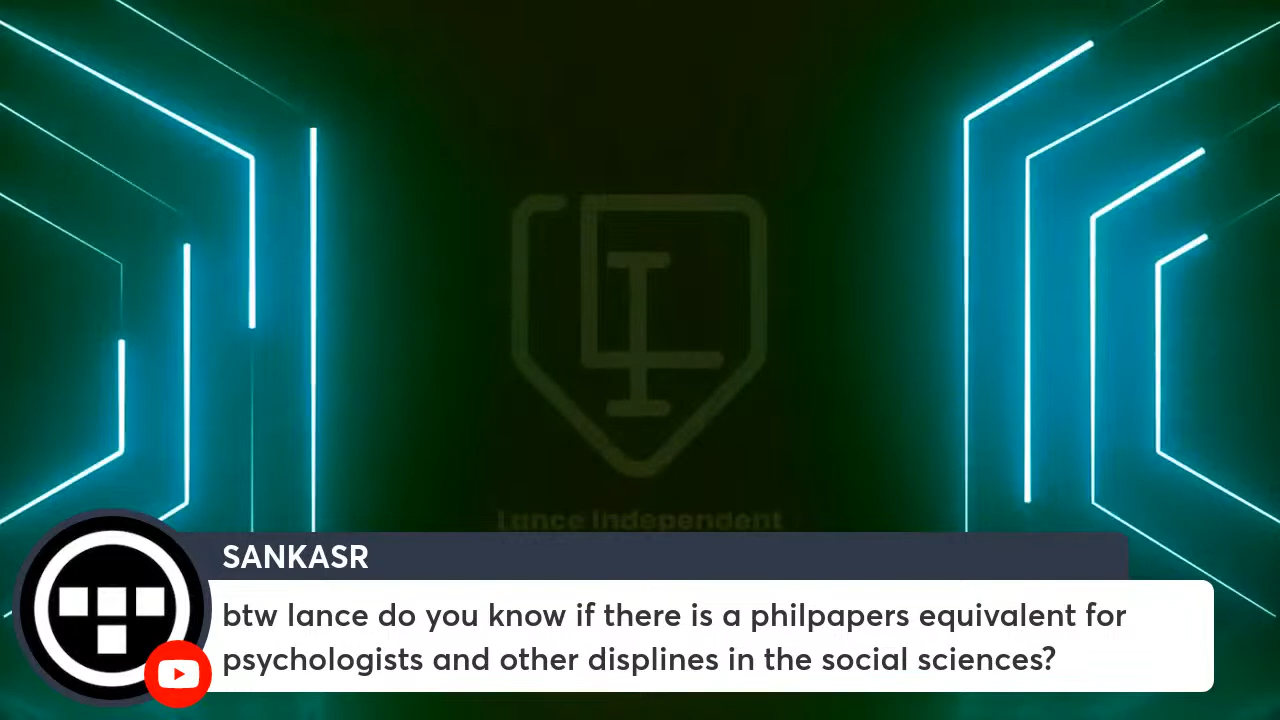 Lance Independent
SANKASR
btw lance do you know if there is a philpapers equivalent for
psychologists and other displines in the social sciences?